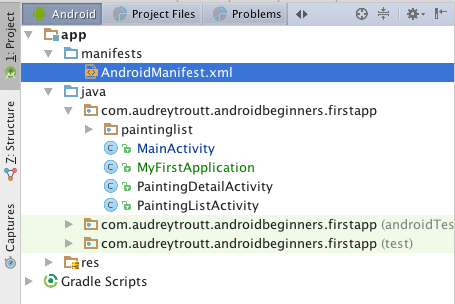 Android Project Files Problems
1: Project
Z: Structure
Captures
app
manifests
AndroidManifest.xml
java
com.audreytroutt.androidbeginners.firstapp
paintinglist
C MainActivity
C MyFirstApplication
C PaintingDetailActivity
C PaintingListActivity
com.audreytroutt.androidbeginners.firstapp (androidTes
com.audreytroutt.androidbeginners.firstapp (test)
res
Gradle Scripts